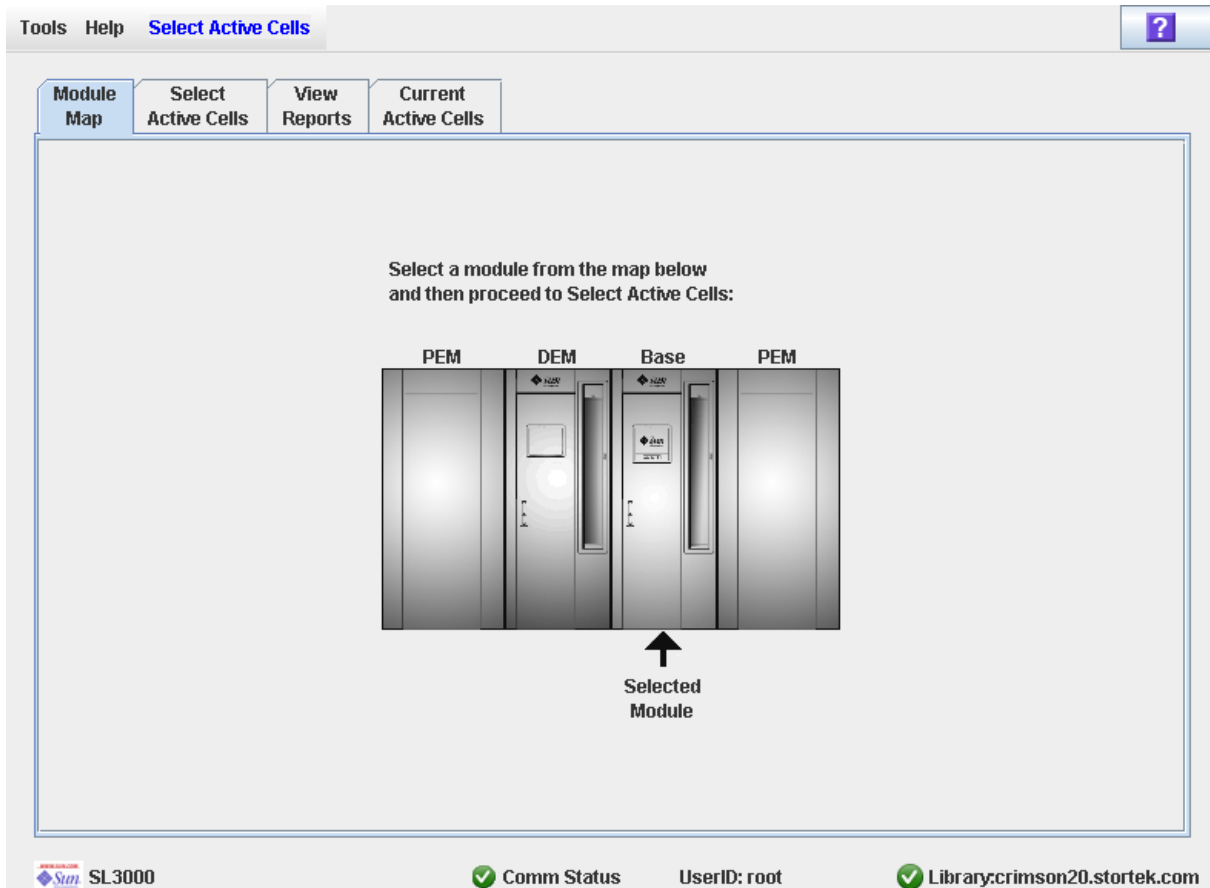 Tools Help Select Active Cells
?
Module Map
Select Active Cells
View Reports
Current Active Cells
Select a module from the map below
and then proceed to Select Active Cells:
PEM DEM Base PEM
Sun
Selected
Module
Sun SL3000 Comm Status UserID: root Library:crimson20.stortek.com